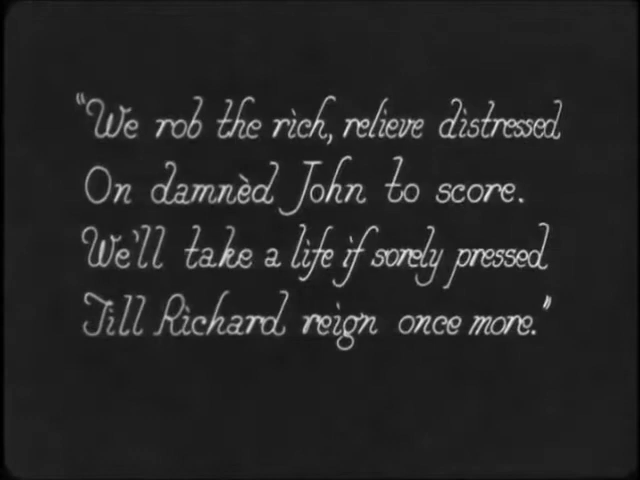 "We rob the rich, relieve distressed
On damnèd John to score.
We'll take a life if sorely pressed
Till Richard reign once more."